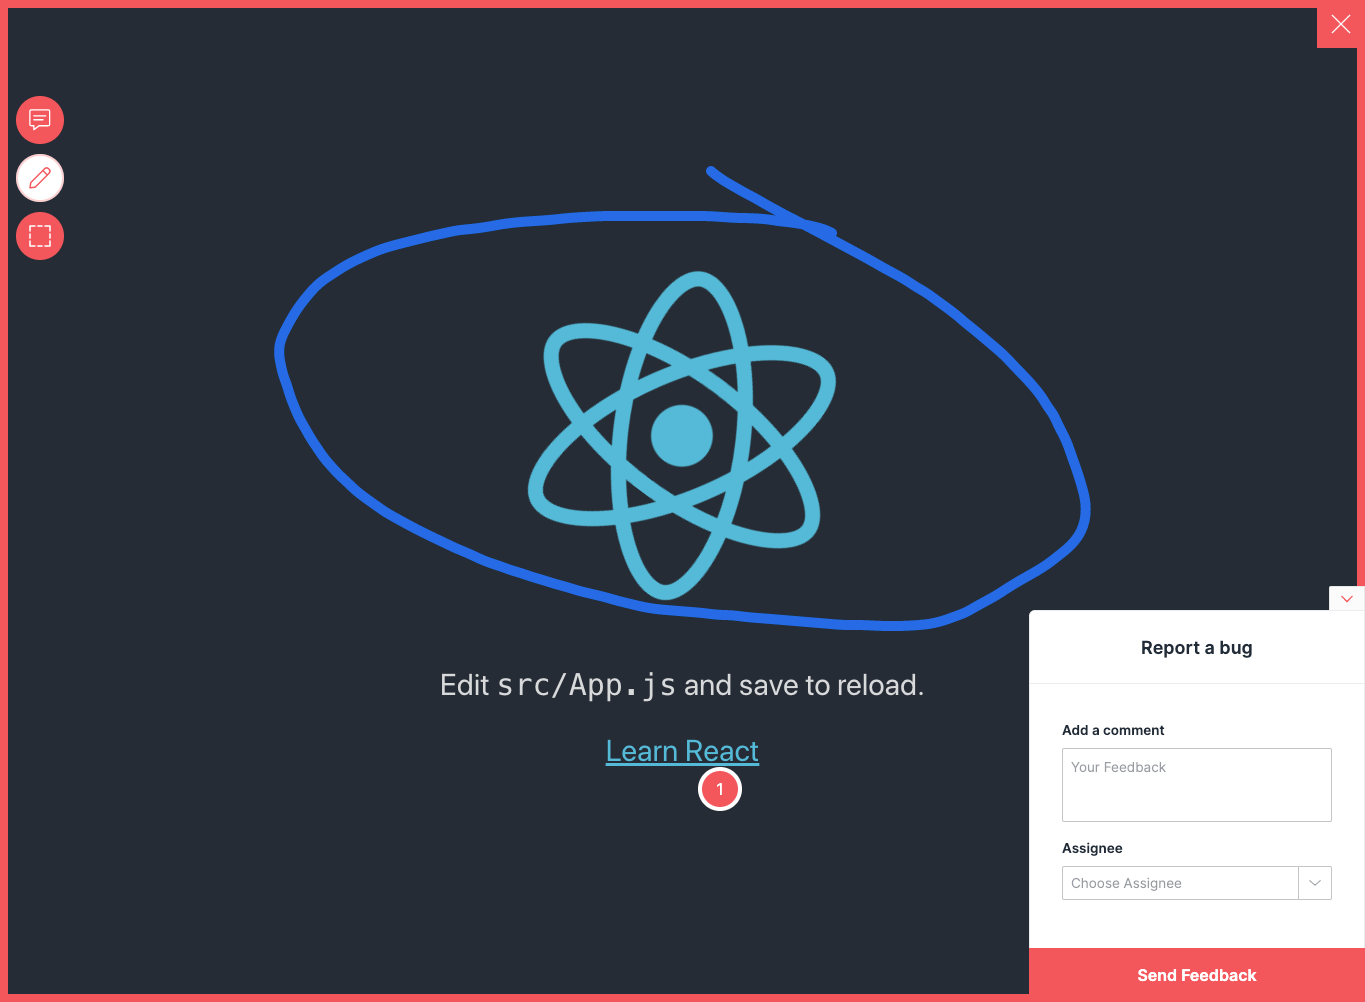 Edit src/App.js and save to reload.
Learn React
1
Report a bug
Add a comment
Your Feedback
Assignee
Choose Assignee
Send Feedback